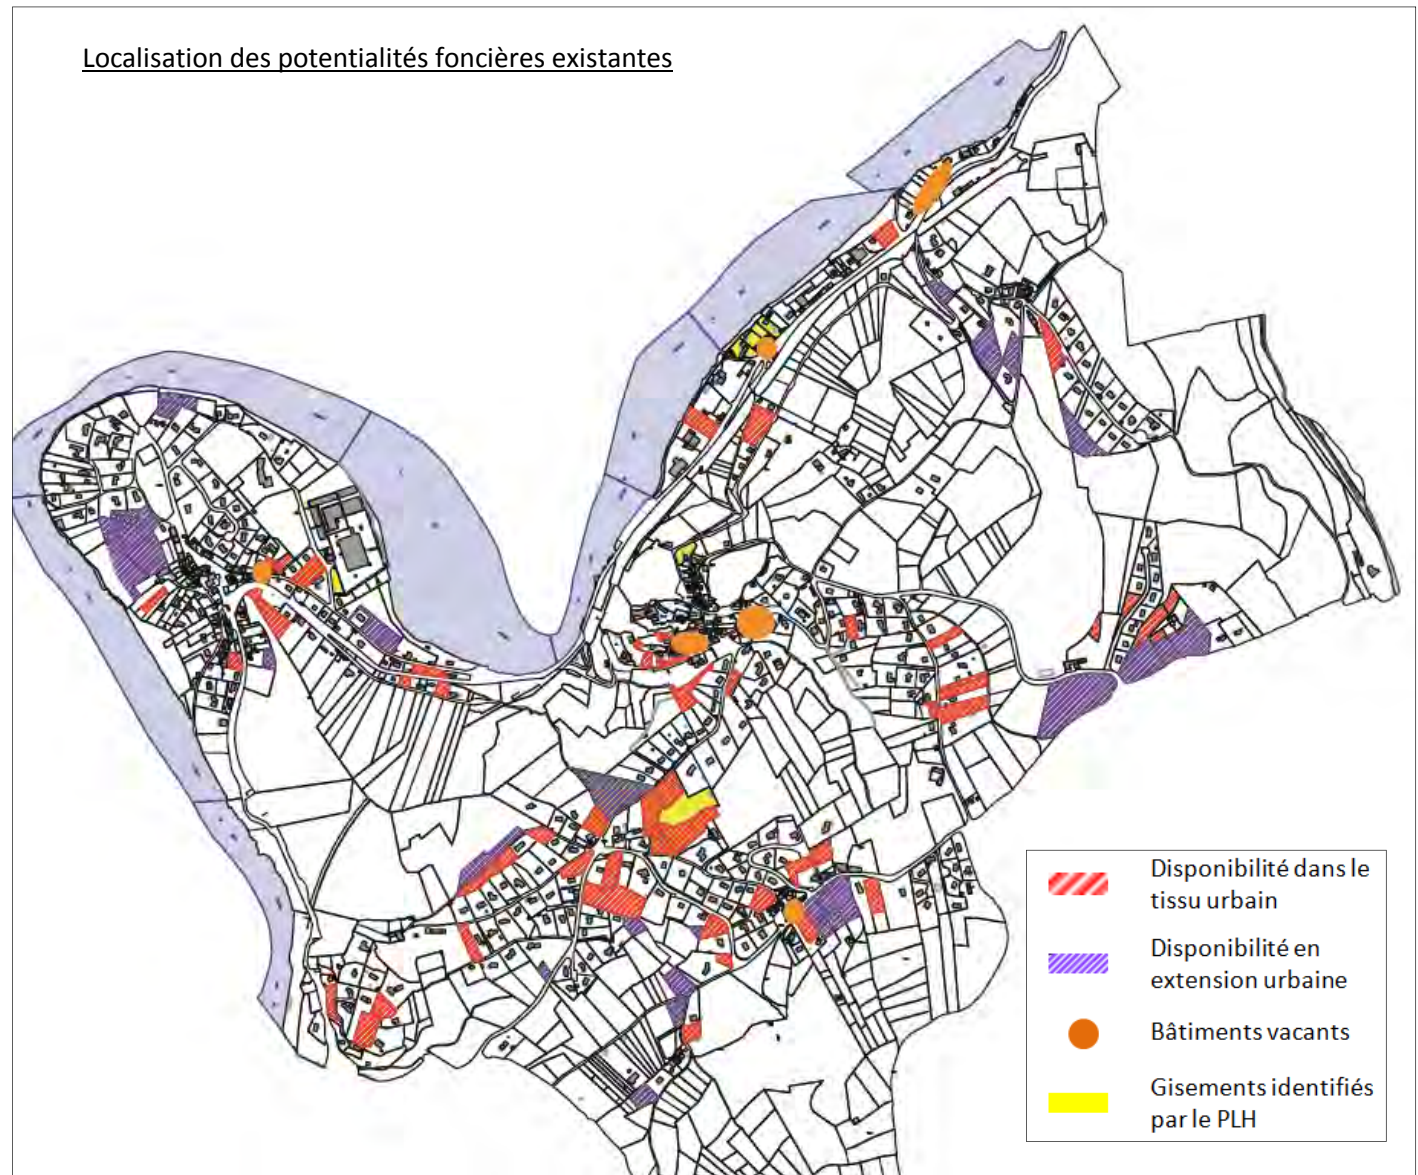 Localisation des potentialités foncières existantes
Disponibilité dans le
tissu urbain
Disponibilité en
extension urbaine
Bâtiments vacants
Gisements identifiés
par le PLH